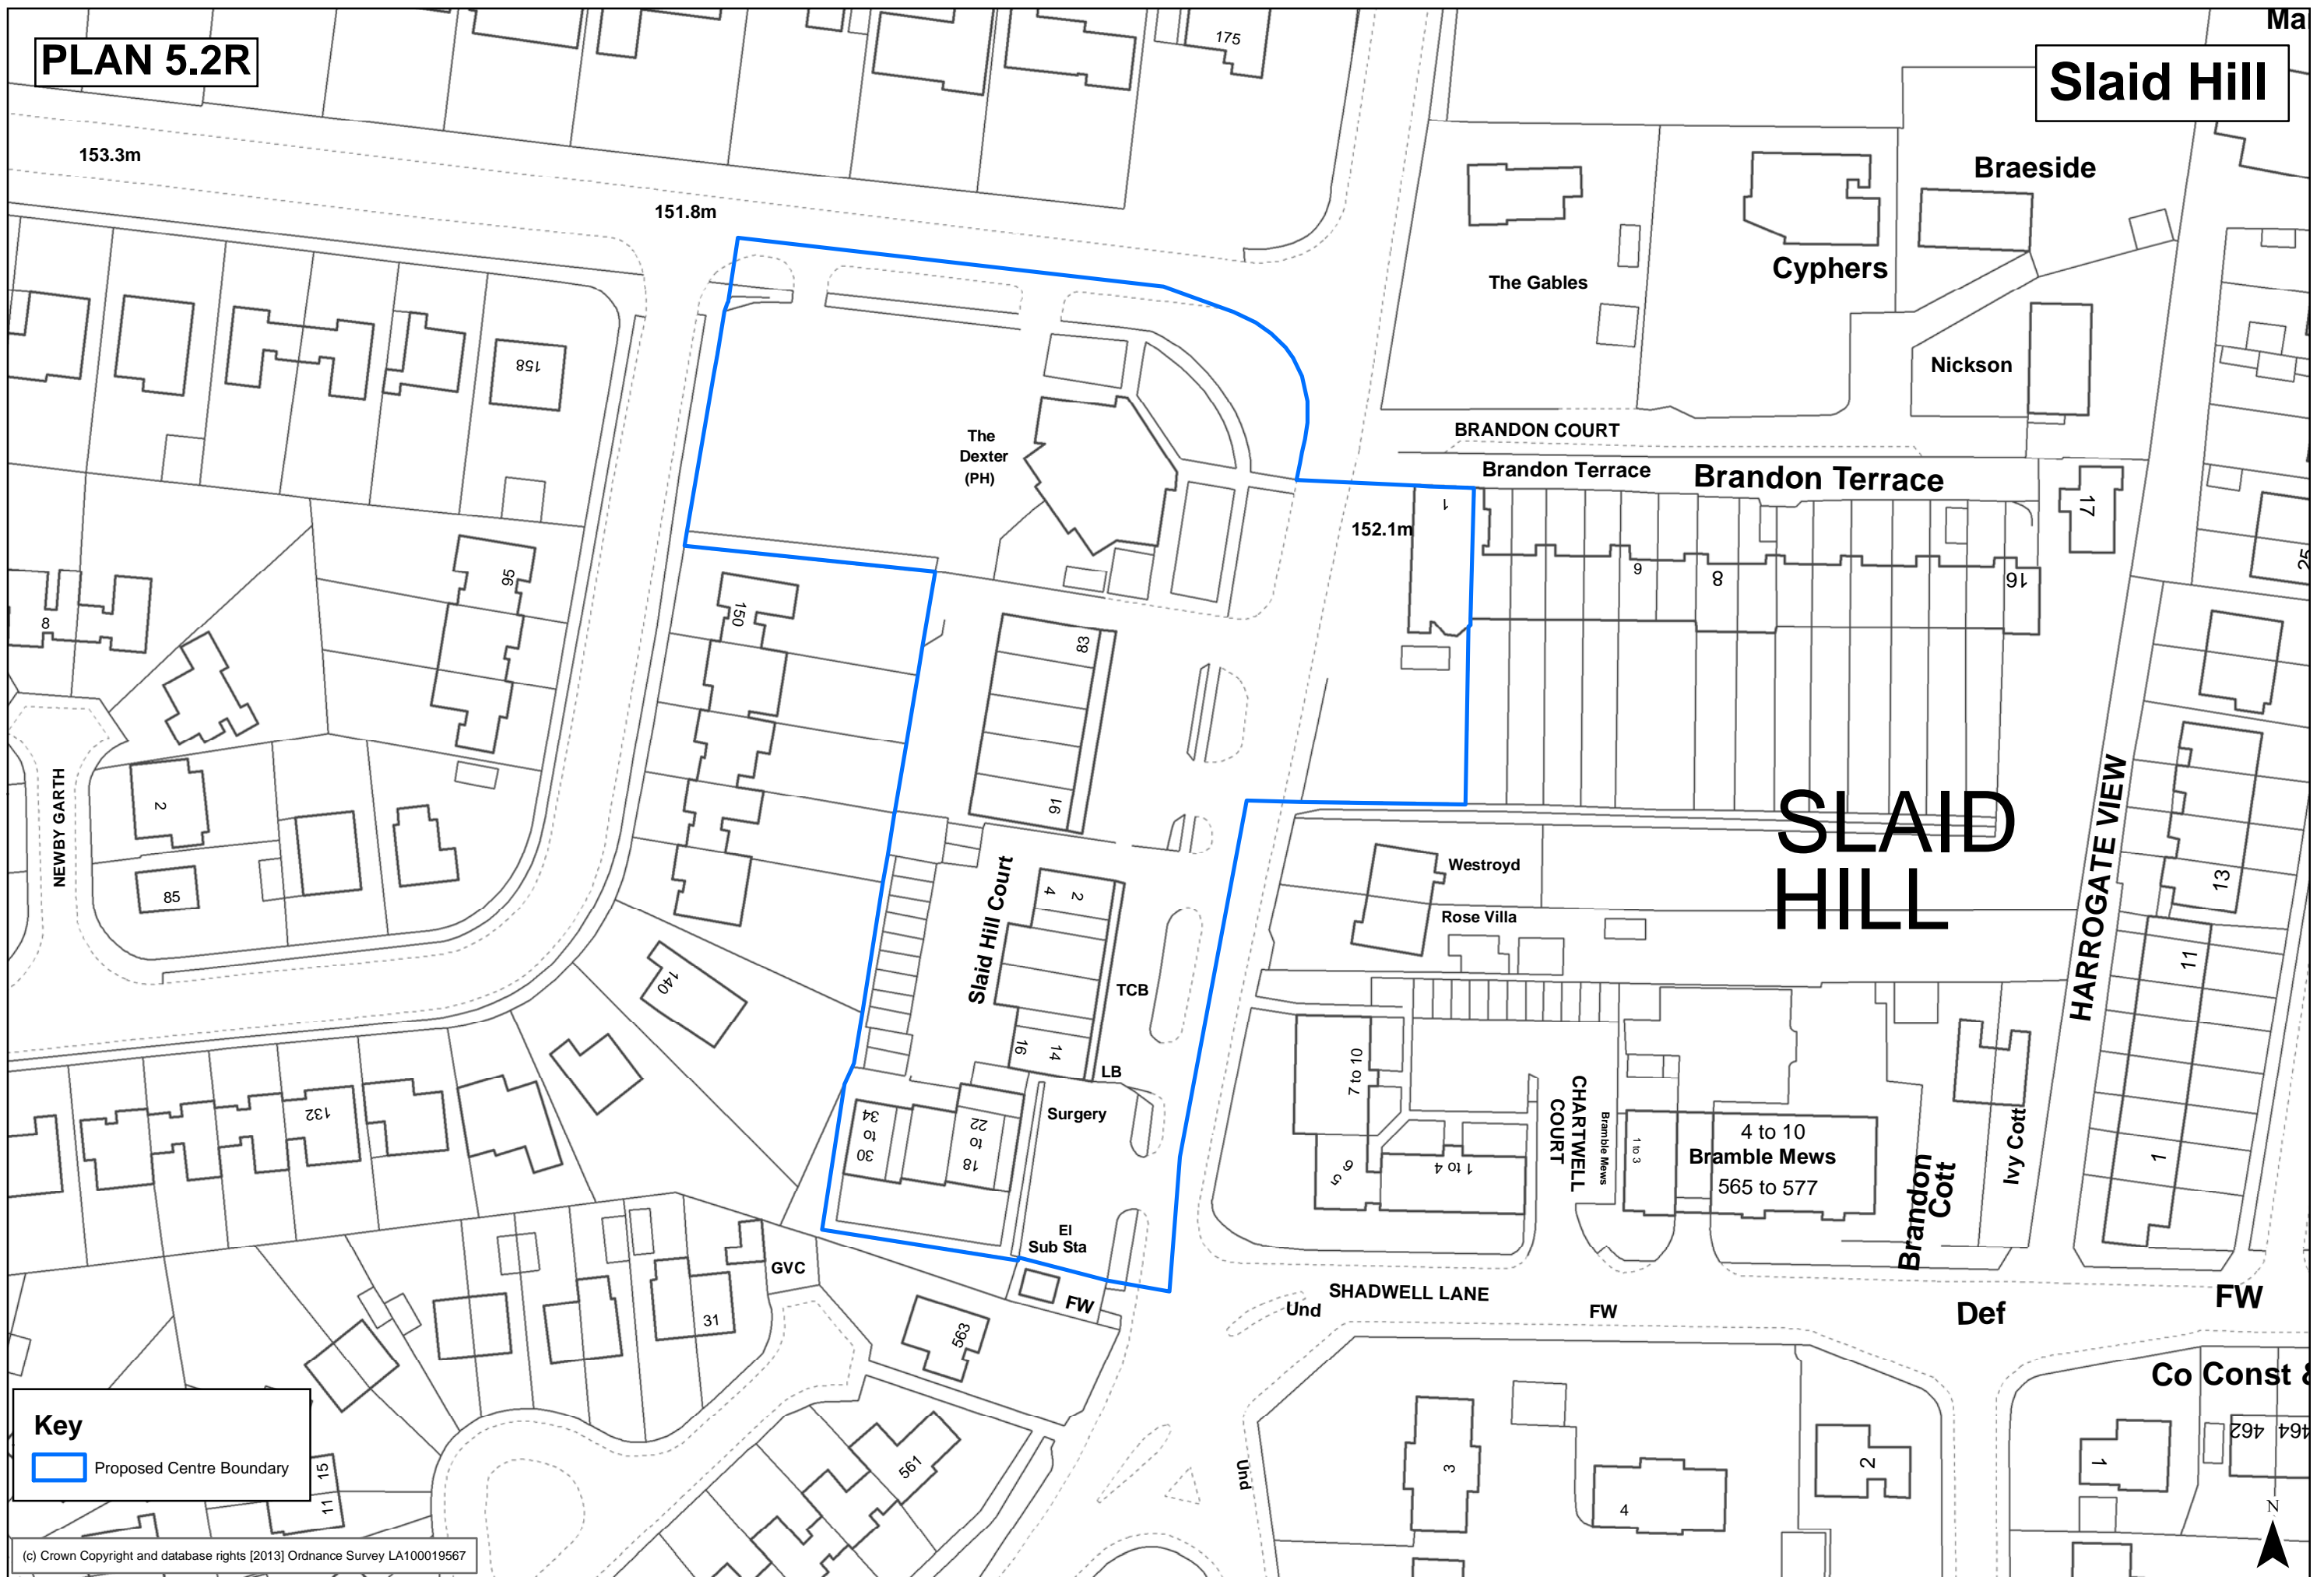 PLAN 5.2R
Slaid Hill
Ma
175
153.3m
151.8m
Braeside
Cyphers
The Gables
Nickson
158
The
Dexter
(PH)
BRANDON COURT
Brandon Terrace
Brandon Terrace
1
152.1m
6
8
16
17
25
95
150
8
83
91
NEWBY GARTH
2
85
SLAID
HILL
HARROGATE VIEW
13
11
1
Westroyd
Rose Villa
Slaid Hill Court
4
2
TCB
16
14
LB
140
132
Surgery
34
to
30
22
to
18
El
Sub Sta
7 to 10
5
6
1 to 4
CHARTWELL
COURT
Bramble Mews
1 to 3
4 to 10
Bramble Mews
565 to 577
Brandon
Cott
Ivy Cott
GVC
31
FW
563
SHADWELL LANE
Und
FW
Def
FW
Co Const &
462
464
561
Und
3
4
2
1
Key
Proposed Centre Boundary
15
11
N
(c) Crown Copyright and database rights [2013] Ordnance Survey LA100019567